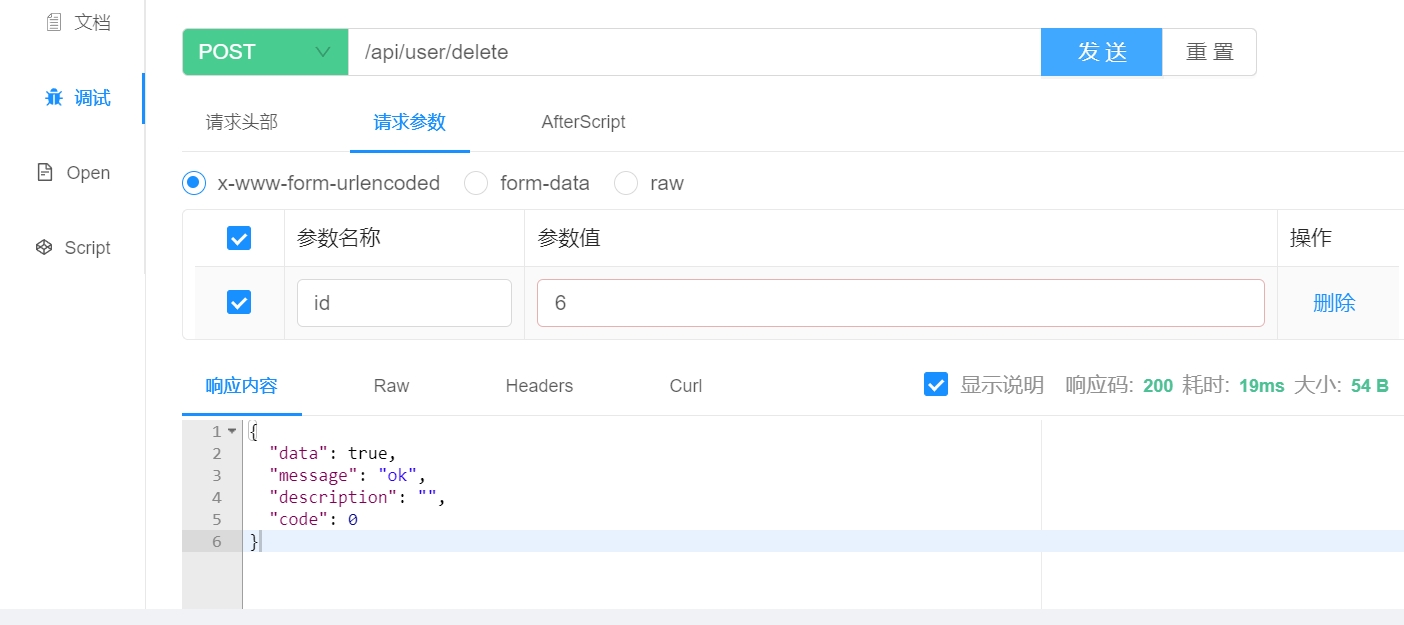 文档
调试
Open
Script
POST /api/user/delete 发 送 重 置
请求头部 请求参数 AfterScript
x-www-form-urlencoded form-data raw
参数名称 参数值 操作
id 6 删除
响应内容 Raw Headers Curl 显示说明 响应码: 200 耗时: 19ms 大小: 54 B
1 {
2 "data": true,
3 "message": "ok",
4 "description": "",
5 "code": 0
6 }